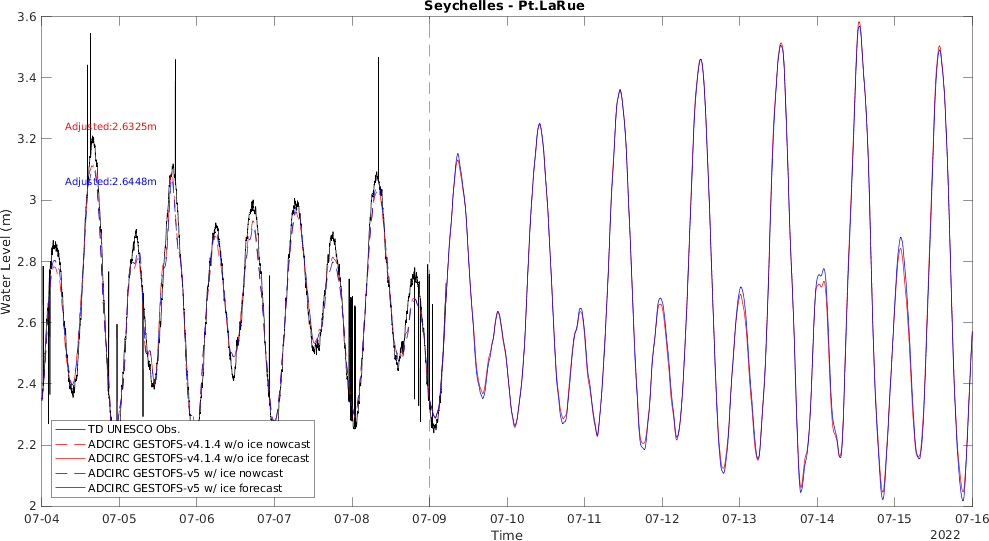 Seychelles - Pt.LaRue
3.6
3.4
3.2
3
2.8
2.6
2.4
2.2
2
Water Level (m)
Adjusted:2.6325m
Adjusted:2.6448m
TD UNESCO Obs.
ADCIRC GESTOFS-v4.1.4 w/o ice nowcast
ADCIRC GESTOFS-v4.1.4 w/o ice forecast
ADCIRC GESTOFS-v5 w/ ice nowcast
ADCIRC GESTOFS-v5 w/ ice forecast
07-04 07-05 07-06 07-07 07-08 07-09 07-10 07-11 07-12 07-13 07-14 07-15 07-16
Time
2022